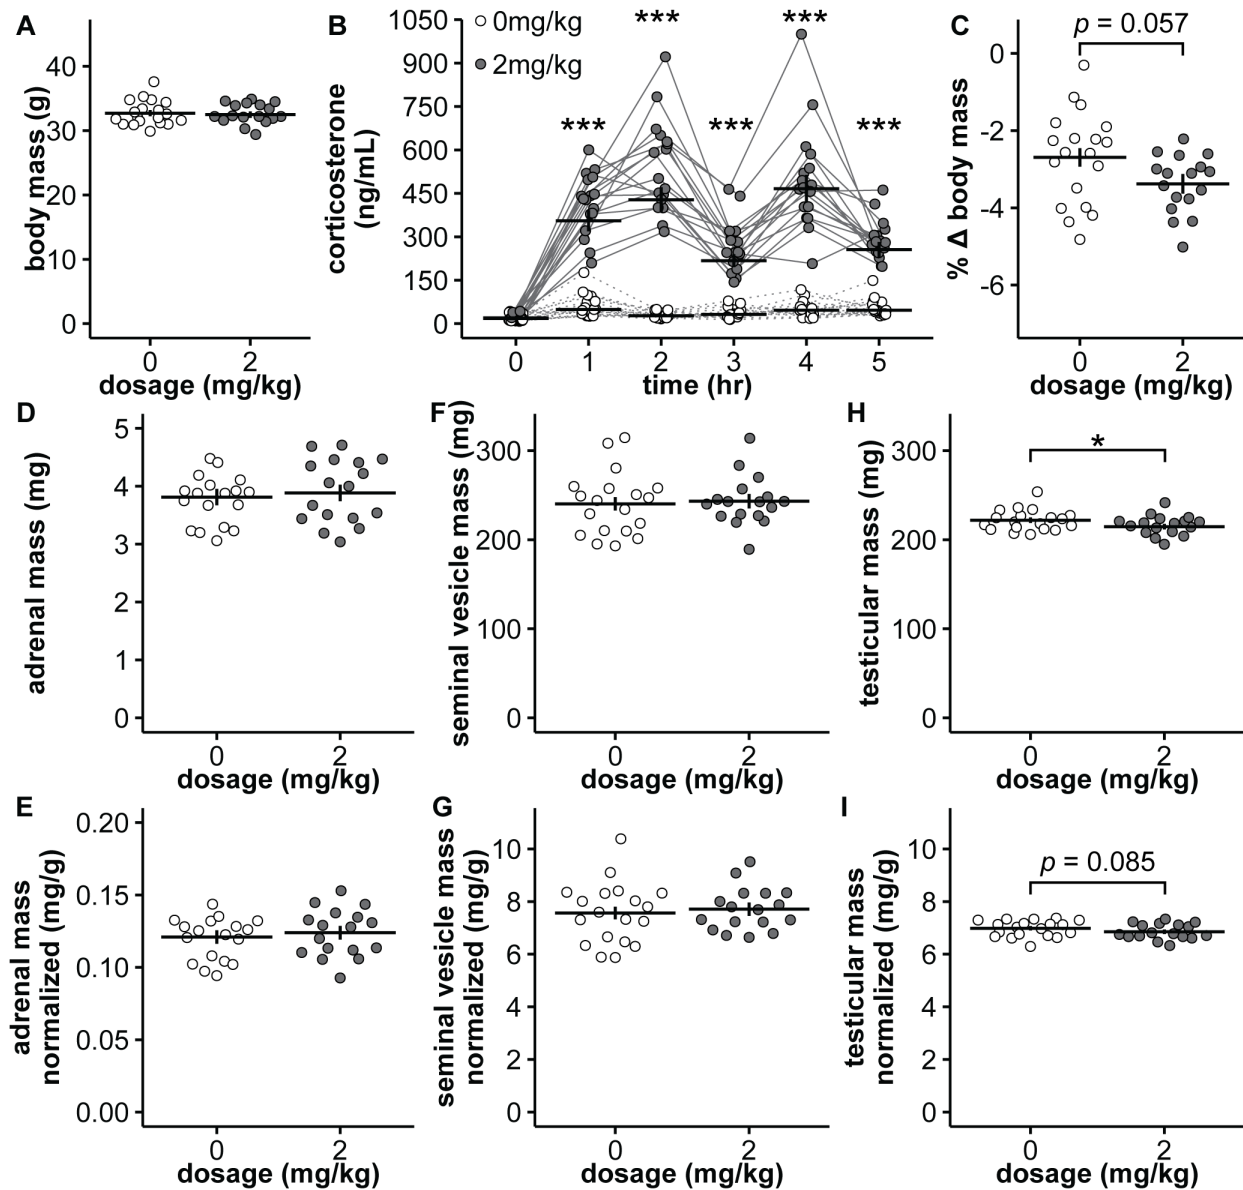 A
body mass (g)
40
30
20
10
0
0 2
dosage (mg/kg)
B
corticosterone
(ng/mL)
1050
900
750
600
450
300
150
0
0mg/kg
2mg/kg
*** *** *** *** ***
0 1 2 3 4 5
time (hr)
C
% Δ body mass
p = 0.057
0
-2
-4
-6
0 2
dosage (mg/kg)
D
adrenal mass (mg)
5
4
3
2
1
0
0 2
dosage (mg/kg)
F
seminal vesicle mass (mg)
300
200
100
0
0 2
dosage (mg/kg)
H
testicular mass (mg)
*
300
200
100
0
0 2
dosage (mg/kg)
E
adrenal mass
normalized (mg/g)
0.20
0.15
0.10
0.05
0.00
0 2
dosage (mg/kg)
G
seminal vesicle mass
normalized (mg/g)
10
8
6
4
2
0
0 2
dosage (mg/kg)
I
testicular mass
normalized (mg/g)
p = 0.085
10
8
6
4
2
0
0 2
dosage (mg/kg)